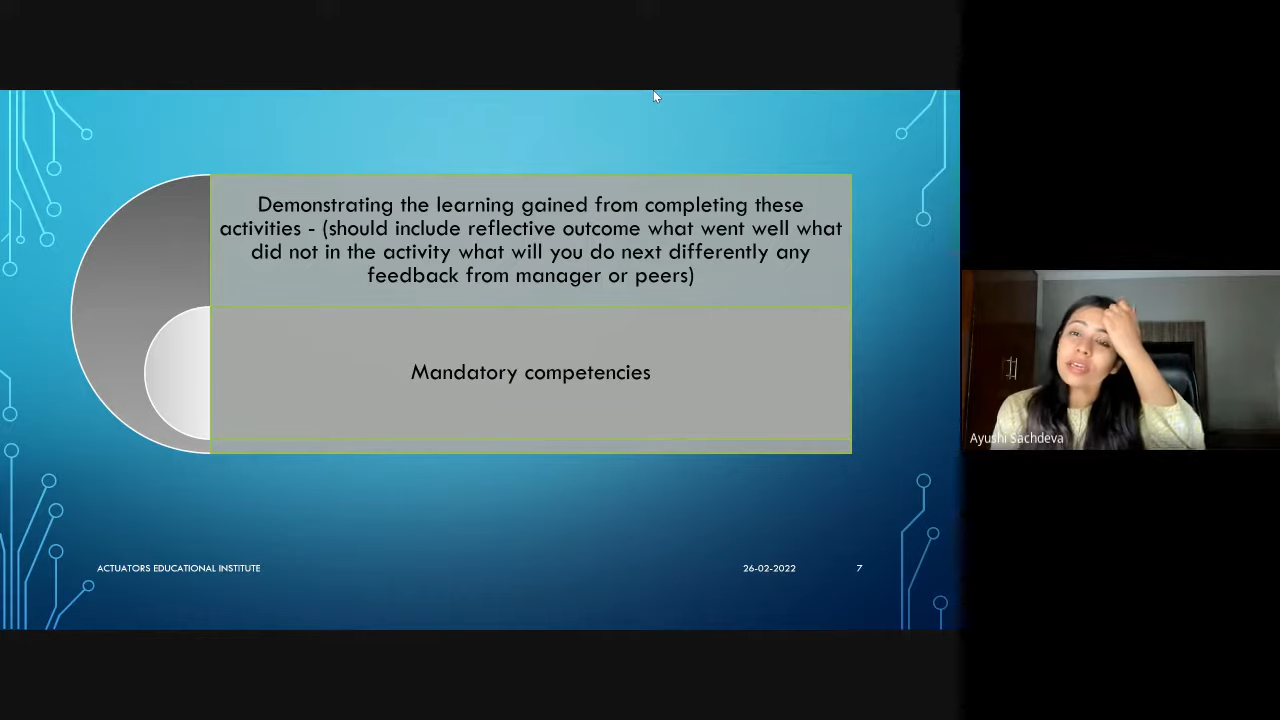 Demonstrating the learning gained from completing these
activities - (should include reflective outcome what went well what
did not in the activity what will you do next differently any
feedback from manager or peers)
Mandatory competencies
ACTUATORS EDUCATIONAL INSTITUTE
26-02-2022
7
Ayushi Sachdeva